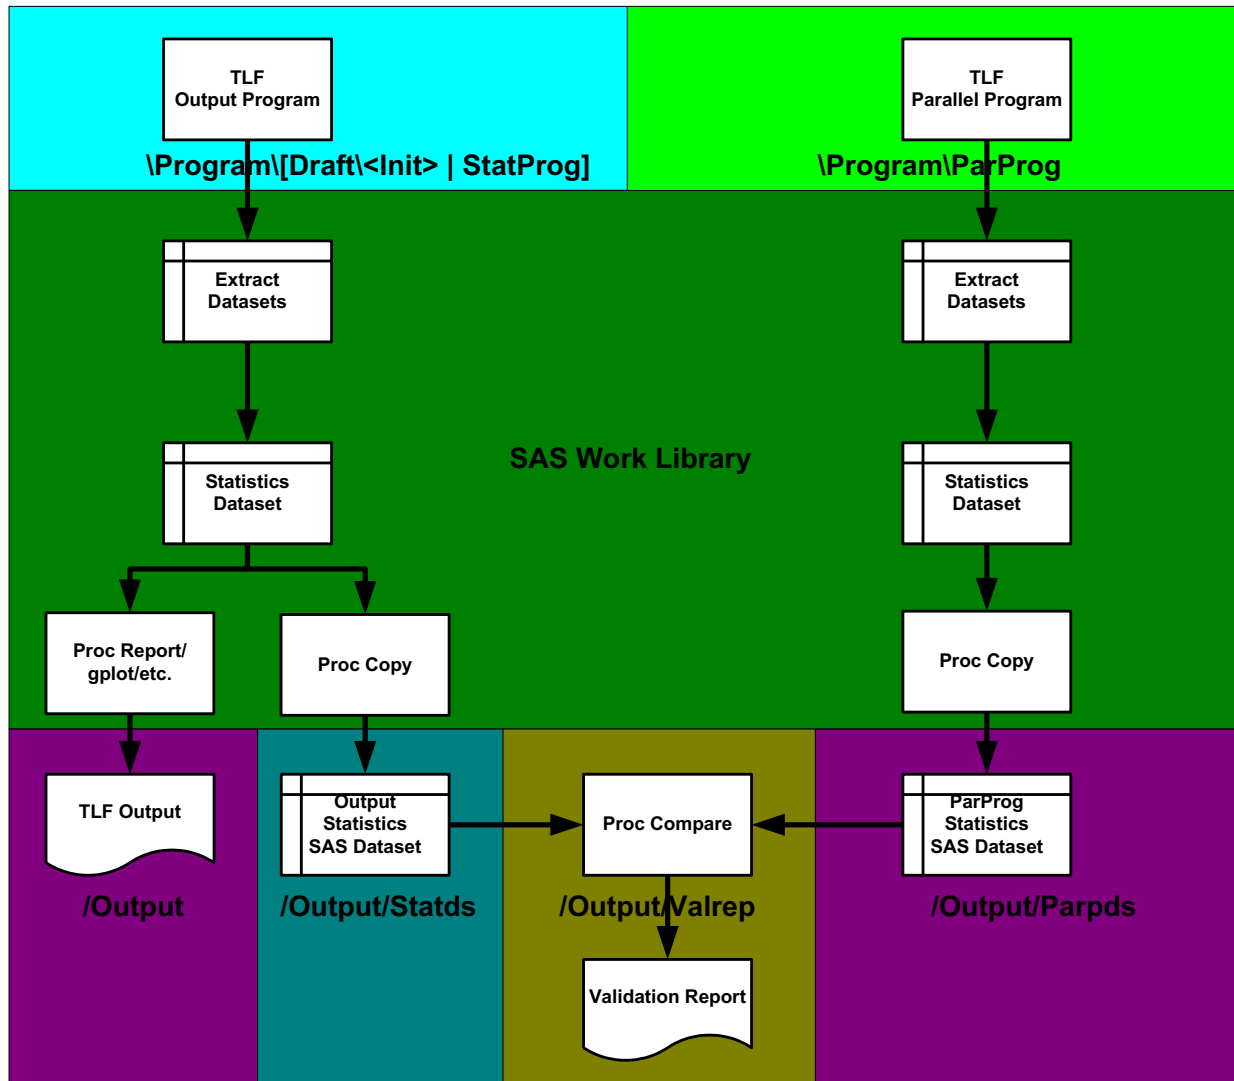 TLF
Output Program
TLF
Parallel Program
\Program\[Draft\<Init> | StatProg]
\Program\ParProg
Extract
Datasets
Extract
Datasets
SAS Work Library
Statistics
Dataset
Statistics
Dataset
Proc Report/
gplot/etc.
Proc Copy
Proc Copy
TLF Output
Output
Statistics
SAS Dataset
Proc Compare
ParProg
Statistics
SAS Dataset
/Output
/Output/Statds
/Output/Valrep
/Output/Parpds
Validation Report